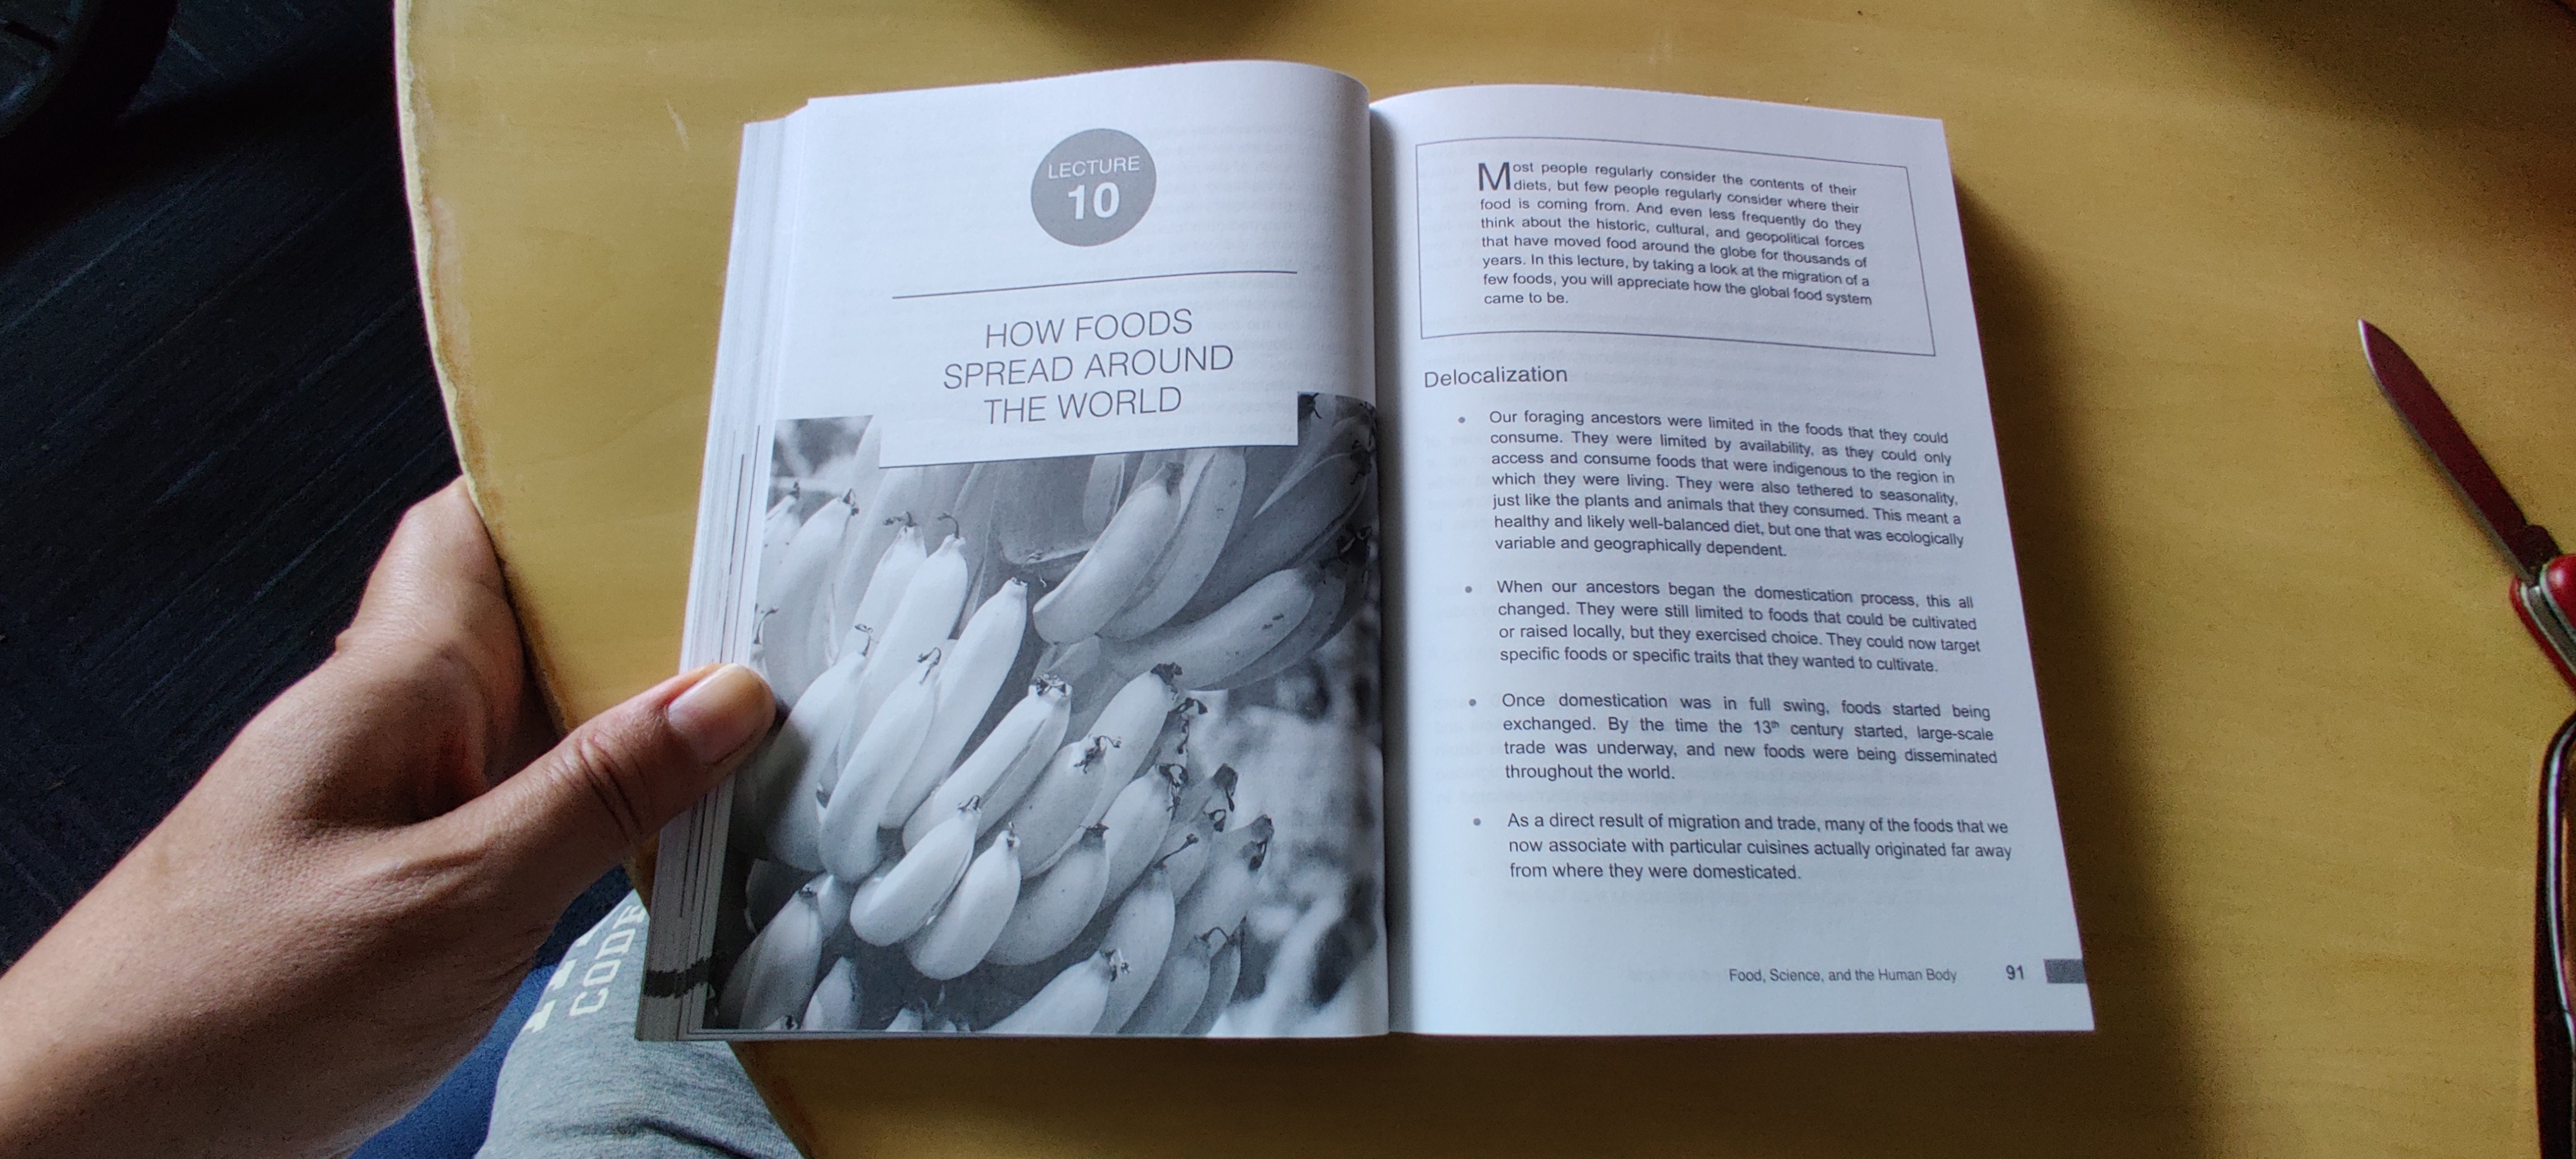 LECTURE
10
HOW FOODS
SPREAD AROUND
THE WORLD
Most people regularly consider the contents of their
diets, but few people regularly consider where their
food is coming from. And even less frequently do they
think about the historic, cultural, and geopolitical forces
that have moved food around the globe for thousands of
years. In this lecture, by taking a look at the migration of a
few foods, you will appreciate how the global food system
came to be.
Delocalization
• Our foraging ancestors were limited in the foods that they could
consume. They were limited by availability, as they could only
access and consume foods that were indigenous to the region in
which they were living. They were also tethered to seasonality,
just like the plants and animals that they consumed. This meant a
healthy and likely well-balanced diet, but one that was ecologically
variable and geographically dependent.
• When our ancestors began the domestication process, this all
changed. They were still limited to foods that could be cultivated
or raised locally, but they exercised choice. They could now target
specific foods or specific traits that they wanted to cultivate.
• Once domestication was in full swing, foods started being
exchanged. By the time the 13th century started, large-scale
trade was underway, and new foods were being disseminated
throughout the world.
• As a direct result of migration and trade, many of the foods that we
now associate with particular cuisines actually originated far away
from where they were domesticated.
Food, Science, and the Human Body 91
CODE